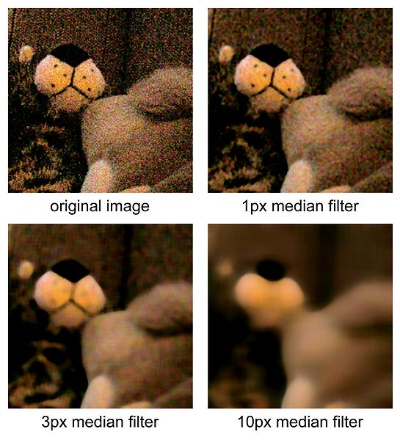 original image
1px median filter
3px median filter
10px median filter